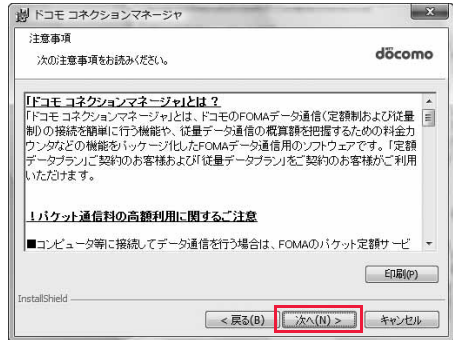 ドコモ コネクションマネージャ
注意事項
次の注意事項をお読みください。
döcomo
「ドコモ コネクションマネージャ」とは？
「ドコモ コネクションマネージャ」とは、ドコモのFOMAデータ通信(定額制および従量
制)の接続を簡単に行う機能や、従量データ通信の概算額を把握するための料金カ
ウンタなどの機能をパッケージ化したFOMAデータ通信用のソフトウェアです。「定額
データプラン」ご契約のお客様および「従量データプラン」をご契約のお客様がご利用
いただけます。
！パケット通信料の高額利用に関するご注意
■コンピュータ等に接続してデータ通信を行う場合は、FOMAのパケット定額サービ
印刷(P)
InstallShield
< 戻る(B)
次へ(N) >
キャンセル